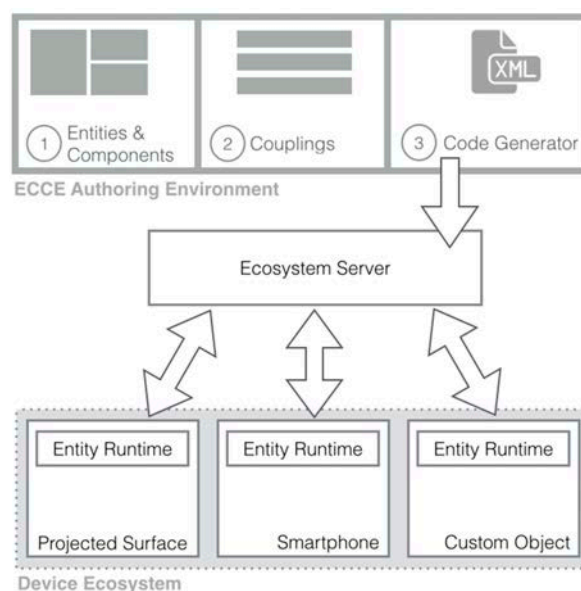 XML
1 Entities &
Components
2 Couplings
3 Code Generator
ECCE Authoring Environment
Ecosystem Server
Entity Runtime
Entity Runtime
Entity Runtime
Projected Surface
Smartphone
Custom Object
Device Ecosystem